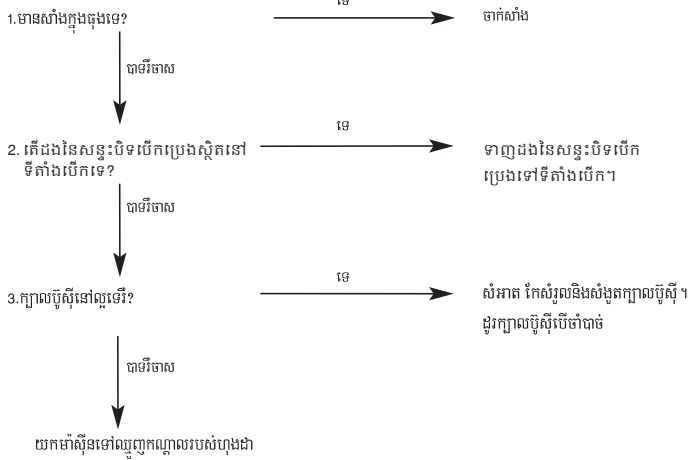 ទេ
1.មានសាំងក្នុងធុងទេ?
ចាក់សាំង
បាទរឺចាស
ទេ
2. តើដងនៃសន្ទះបិទបើកប្រេងស្ថិតនៅ
ទីតាំងបើកទេ?
ទាញដងនៃសន្ទះបិទបើក
ប្រេងទៅទីតាំងបើក។
បាទរឺចាស
ទេ
3.ក្បាលប៊ូស៊ីនៅល្អទេរឺ?
សំអាត កែសំរួលនិងសំងួតក្បាលប៊ូស៊ី។
ដូរក្បាលប៊ូស៊ីបើចាំបាច់
បាទរឺចាស
យកម៉ាស៊ីនទៅឈ្មួញកណ្តាលរបស់ហុងដា